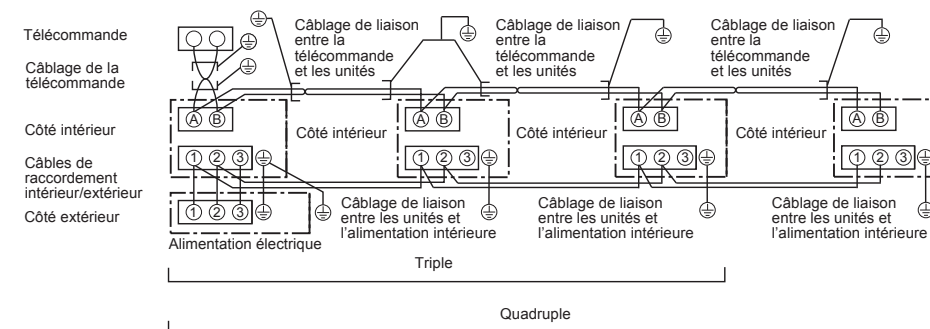 Télécommande
Câblage de la
télécommande
Côté intérieur
Câbles de
raccordement
intérieur/extérieur
Côté extérieur
Câblage de liaison
entre la
télécommande
et les unités
Câblage de liaison
entre la
télécommande
et les unités
Câblage de liaison
entre la
télécommande
et les unités
A B
A B
A B
A B
Côté intérieur
Côté intérieur
Côté intérieur
1 2 3
1 2 3
1 2 3
1 2 3
1 2 3
Câblage de liaison
entre les unités et
l'alimentation intérieure
Câblage de liaison
entre les unités et
l'alimentation intérieure
Câblage de liaison
entre les unités et
l'alimentation intérieure
Alimentation électrique
Triple
Quadruple